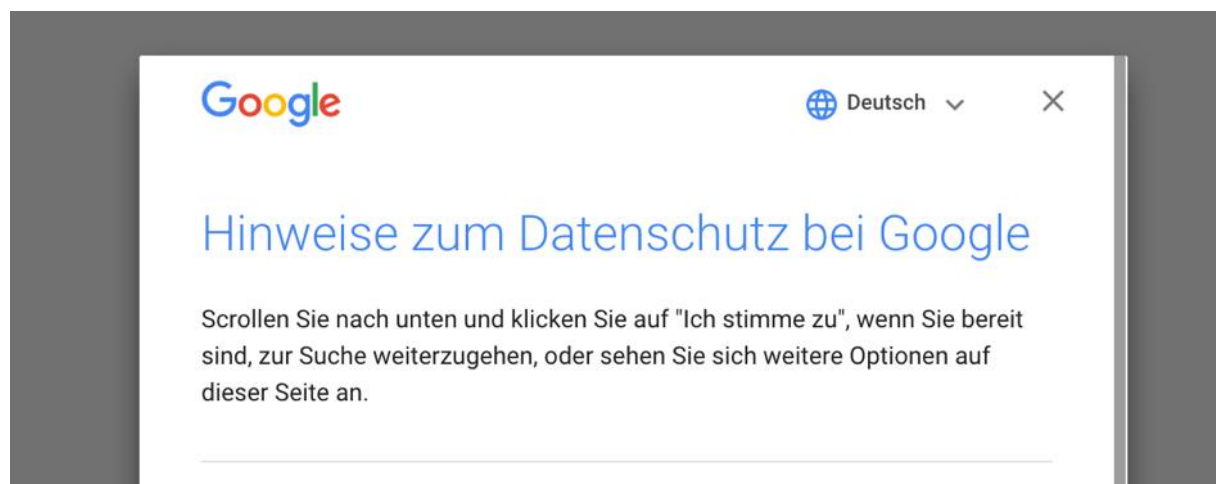 Google
Deutsch
Hinweise zum Datenschutz bei Google
Scrollen Sie nach unten und klicken Sie auf "Ich stimme zu", wenn Sie bereit
sind, zur Suche weiterzugehen, oder sehen Sie sich weitere Optionen auf
dieser Seite an.